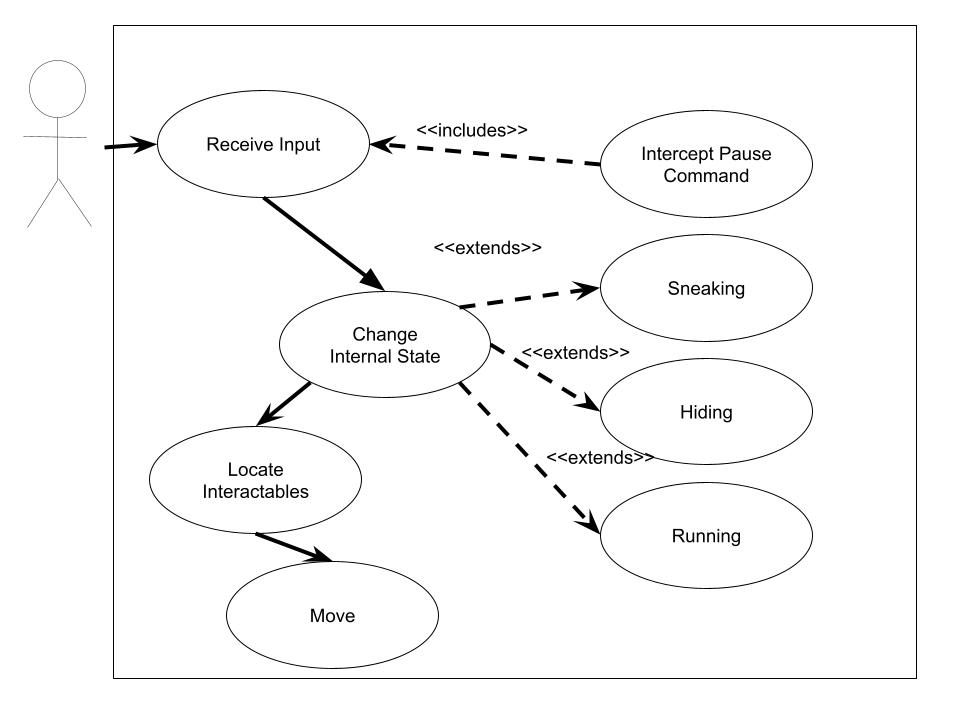 <<includes>>
Receive Input
Intercept Pause
Command
<<extends>>
Sneaking
Change
Internal State
<<extends>>
Hiding
Locate
Interactables
<<extends>>
Running
Move